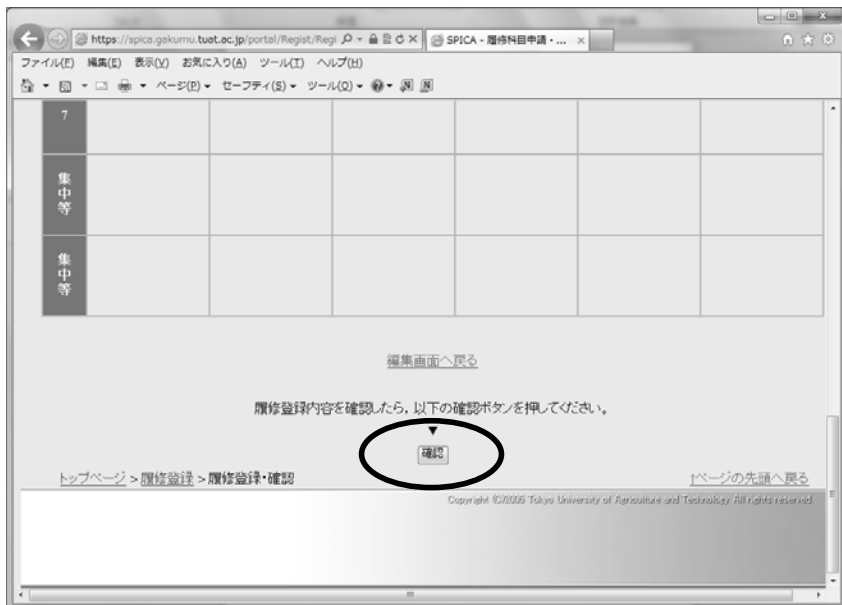 https://spica.gakumu.tuat.ac.jp/portal/Regist/Regi
SPICA - 履修科目申請・...
ファイル(F) 編集(E) 表示(V) お気に入り(A) ツール(T) ヘルプ(H)
ページ(P) セーフティ(S) ツール(O)
7
集中等
集中等
編集画面へ戻る
履修登録内容を確認したら，以下の確認ボタンを押してください。
▼
確認
トップページ > 履修登録 > 履修登録・確認 ↑ページの先頭へ戻る
Copyright (C)2005 Tokyo University of Agriculture and Technology All rights reserved.